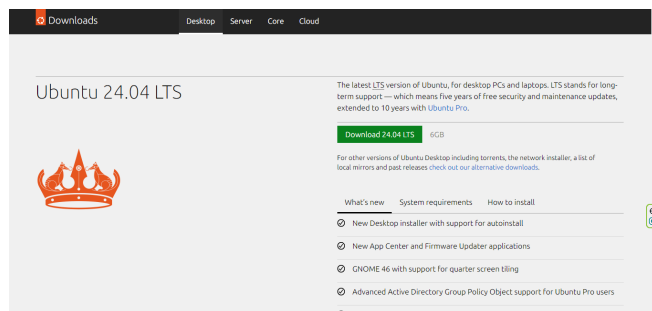 Downloads
Desktop
Server
Core
Cloud
Ubuntu 24.04 LTS
The latest LTS version of Ubuntu, for desktop PCs and laptops. LTS stands for long-
term support — which means five years of free security and maintenance updates,
extended to 10 years with Ubuntu Pro.
Download 24.04 LTS
6GB
For other versions of Ubuntu Desktop including torrents, the network installer, a list of
local mirrors and past releases check out our alternative downloads.
What's new
System requirements
How to install
New Desktop installer with support for autoinstall
New App Center and Firmware Updater applications
GNOME 46 with support for quarter screen tiling
Advanced Active Directory Group Policy Object support for Ubuntu Pro users